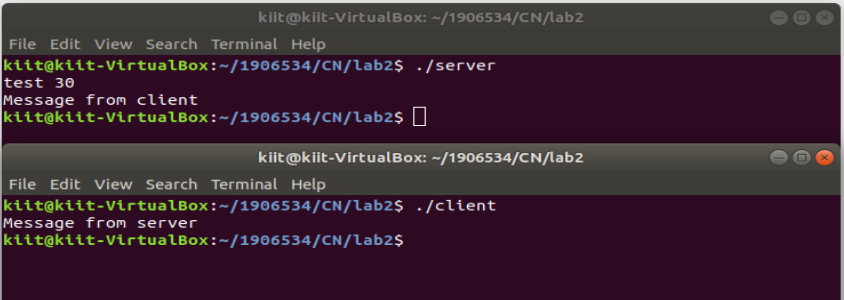 kiit@kiit-VirtualBox: ~/1906534/CN/lab2
File Edit View Search Terminal Help
kiit@kiit-VirtualBox:~/1906534/CN/lab2$ ./server
test 30
Message from client
kiit@kiit-VirtualBox:~/1906534/CN/lab2$
kiit@kiit-VirtualBox: ~/1906534/CN/lab2
File Edit View Search Terminal Help
kiit@kiit-VirtualBox:~/1906534/CN/lab2$ ./client
Message from server
kiit@kiit-VirtualBox:~/1906534/CN/lab2$